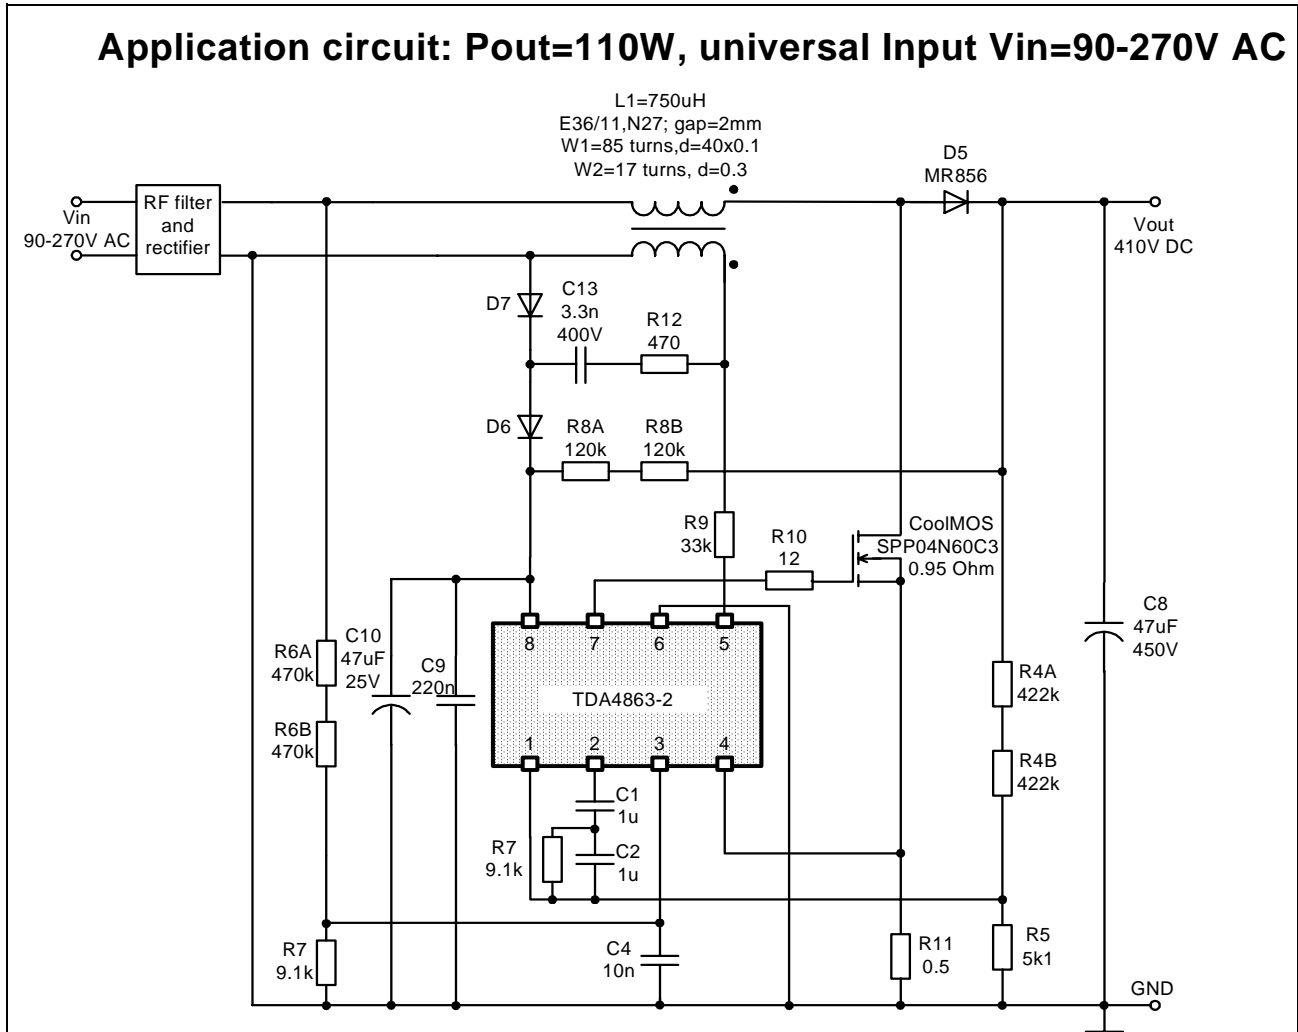 Application circuit: Pout=110W, universal Input Vin=90-270V AC
L1=750uH
E36/11,N27; gap=2mm
W1=85 turns,d=40x0.1
W2=17 turns, d=0.3
D5
MR856
RF filter
and
rectifier
Vin
90-270V AC
Vout
410V DC
D7
C13
3.3n
400V
R12
470
D6
R8A
120k
R8B
120k
R9
33k
R10
12
CoolMOS
SPP04N60C3
0.95 Ohm
8
7
6
5
TDA4863-2
1
2
3
4
R6A
470k
C10
47uF
25V
C9
220n
R6B
470k
C8
47uF
450V
R4A
422k
R4B
422k
C1
1u
R7
9.1k
C2
1u
R7
9.1k
C4
10n
R11
0.5
R5
5k1
GND